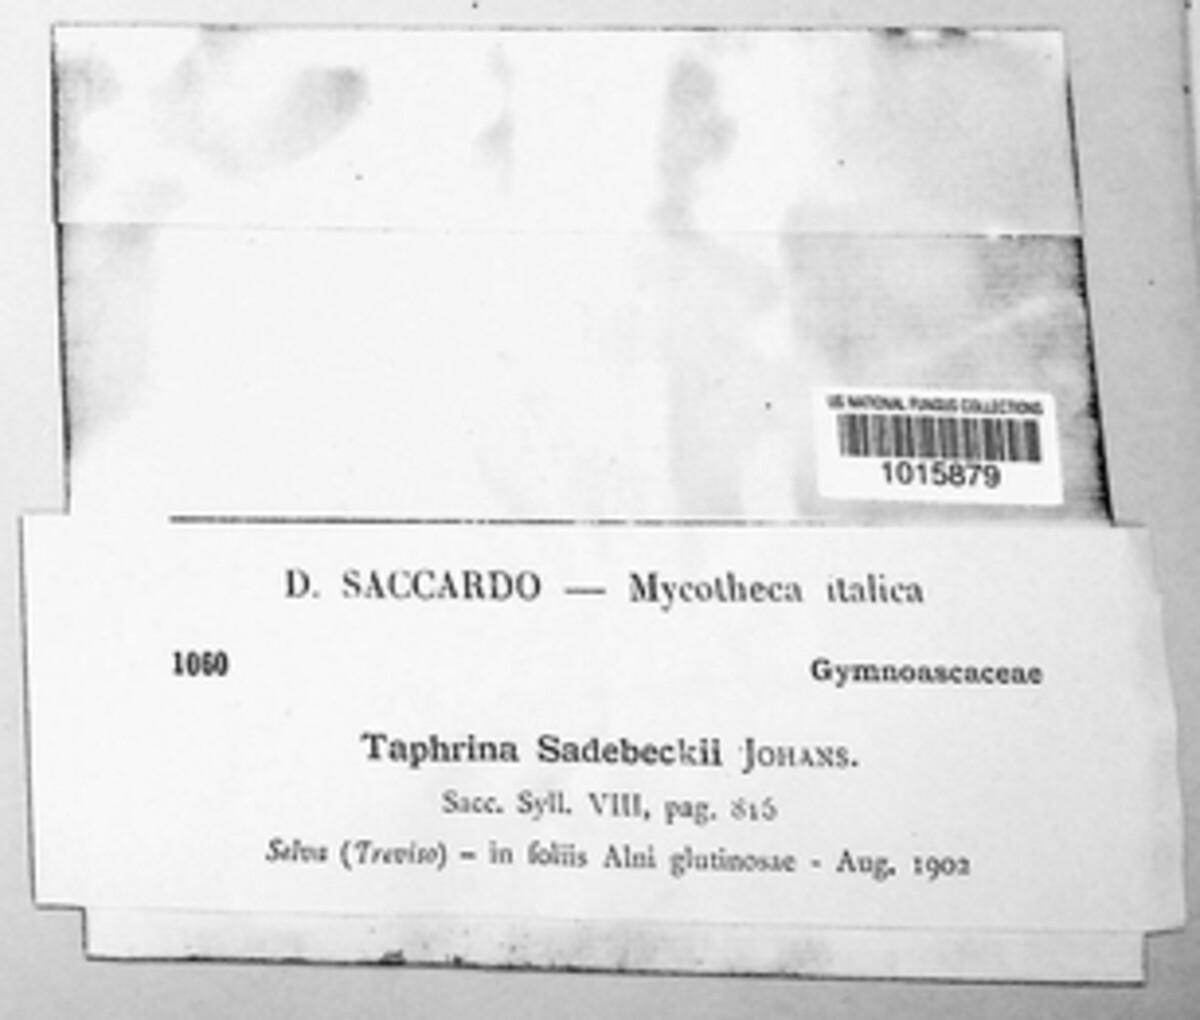 US NATIONAL FUNGUS COLLECTIONS
1015879
D. SACCARDO — Mycotheca italica
1060
Gymnoascaceae
Taphrina Sadebeckii JOHANS.
Sacc. Syll. VIII, pag. 815
Selva (Treviso) - in foliis Alni glutinosae - Aug. 1902